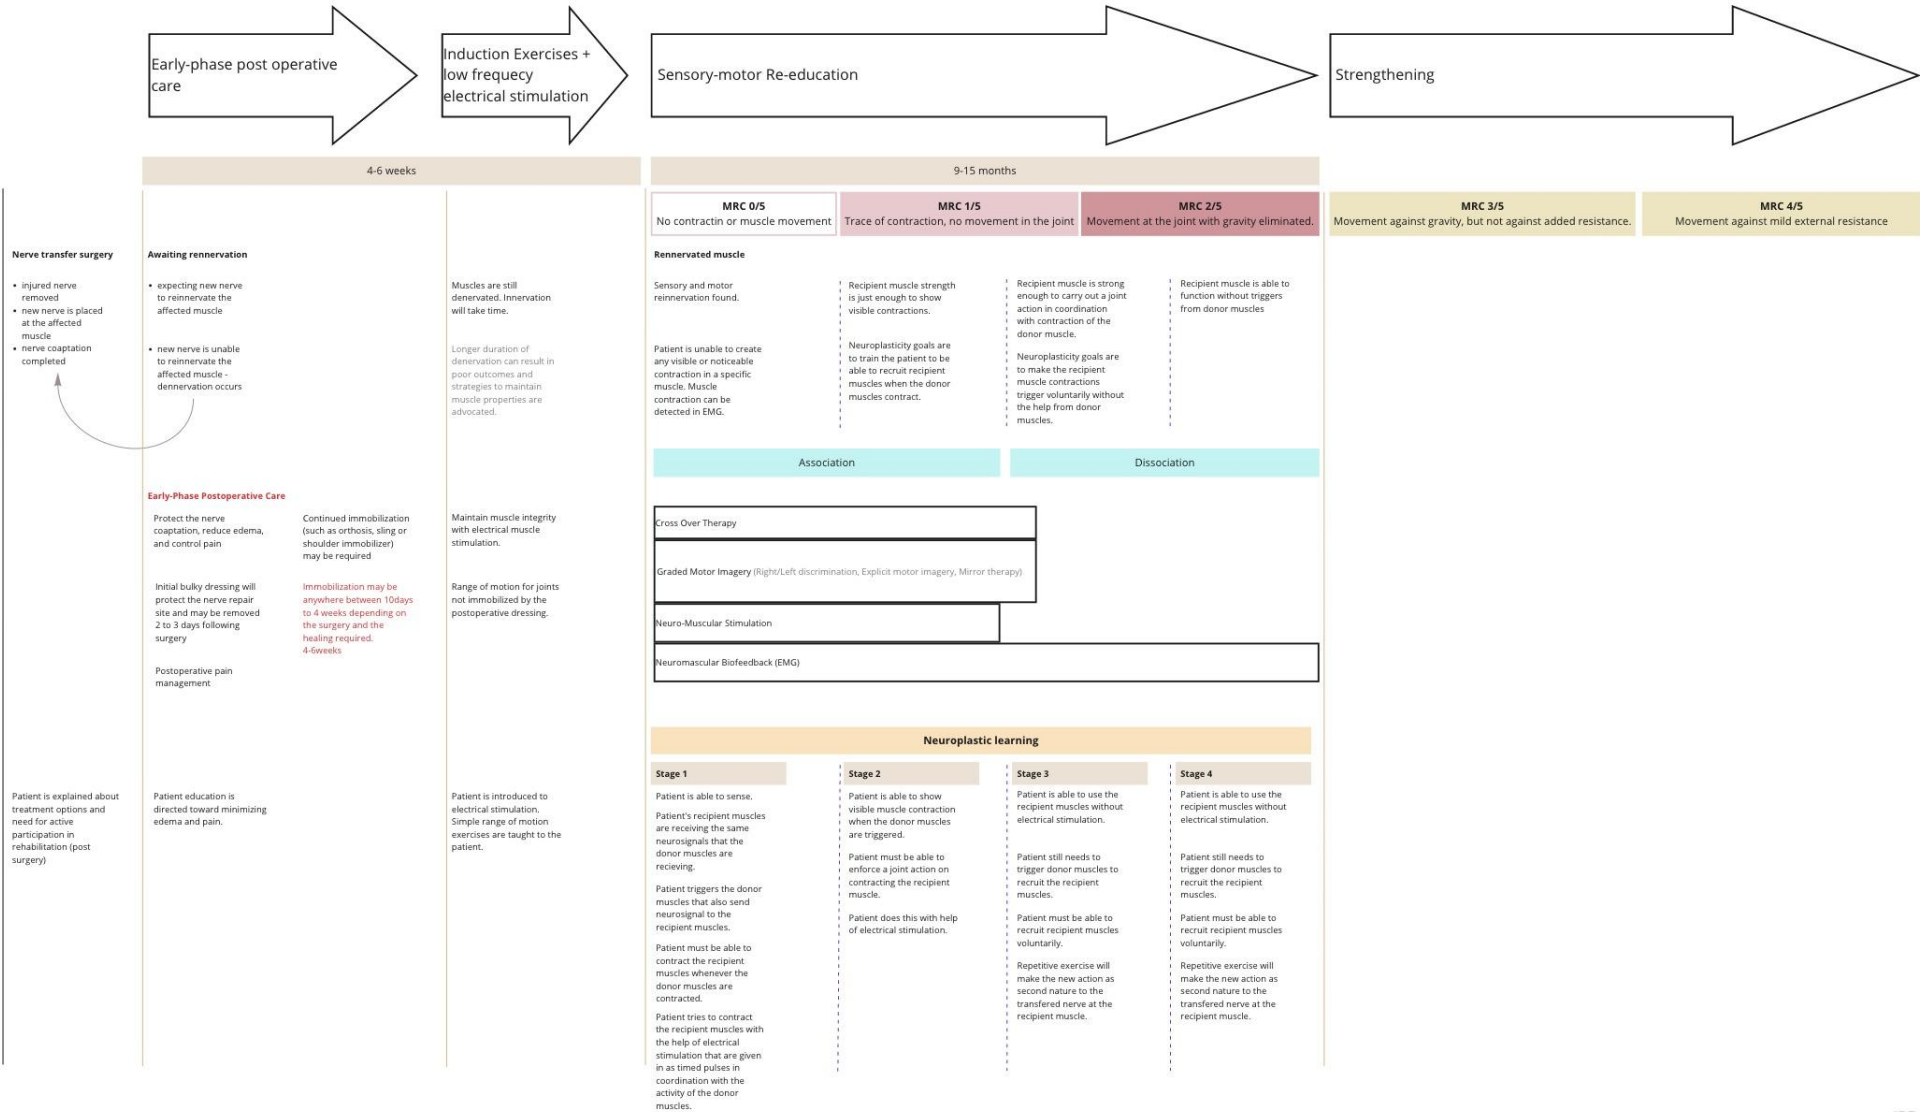 Early-phase post operative
care
Induction Exercises +
low frequecy
electrical stimulation
Sensory-motor Re-education
Strengthening
4-6 weeks
9-15 months
MRC 0/5
No contractin or muscle movement
MRC 1/5
Trace of contraction, no movement in the joint
MRC 2/5
Movement at the joint with gravity eliminated.
MRC 3/5
Movement against gravity, but not against added resistance.
MRC 4/5
Movement against mild external resistance
Nerve transfer surgery
• injured nerve
removed
• new nerve is placed
at the affected
muscle
• nerve coaptation
completed
Awaiting rennervation
• expecting new nerve
to reinnervate the
affected muscle
• new nerve is unable
to reinnervate the
affected muscle -
dennervation occurs
Muscles are still
denervated. Innervation
will take time.
Longer duration of
denervation can result in
poor outcomes and
strategies to maintain
muscle properties are
advocated.
Rennervated muscle
Sensory and motor
reinnervation found.
Patient is unable to create
any visible or noticeable
contraction in a specific
muscle. Muscle
contraction can be
detected in EMG.
Recipient muscle strength
is just enough to show
visible contractions.
Neuroplasticity goals are
to train the patient to be
able to recruit recipient
muscles when the donor
muscles contract.
Recipient muscle is strong
enough to carry out a joint
action in coordination
with contraction of the
donor muscle.
Neuroplasticity goals are
to make the recipient
muscle contractions
trigger voluntarily without
the help from donor
muscles.
Recipient muscle is able to
function without triggers
from donor muscles
Association
Dissociation
Early-Phase Postoperative Care
Protect the nerve
coaptation, reduce edema,
and control pain
Initial bulky dressing will
protect the nerve repair
site and may be removed
2 to 3 days following
surgery
Postoperative pain
management
Continued immobilization
(such as orthosis, sling or
shoulder immobilizer)
may be required
Immobilization may be
anywhere between 10days
to 4 weeks depending on
the surgery and the
healing required.
4-6weeks
Maintain muscle integrity
with electrical muscle
stimulation.
Range of motion for joints
not immobilized by the
postoperative dressing.
Cross Over Therapy
Graded Motor Imagery (Right/Left discrimination, Explicit motor imagery, Mirror therapy)
Neuro-Muscular Stimulation
Neuromascular Biofeedback (EMG)
Neuroplastic learning
Patient is explained about
treatment options and
need for active
participation in
rehabilitation (post
surgery)
Patient education is
directed toward minimizing
edema and pain.
Patient is introduced to
electrical stimulation.
Simple range of motion
exercises are taught to the
patient.
Stage 1
Patient is able to sense.
Patient's recipient muscles
are receiving the same
neurosignals that the
donor muscles are
recieving.
Patient triggers the donor
muscles that also send
neurosignal to the
recipient muscles.
Patient must be able to
contract the recipient
muscles whenever the
donor muscles are
contracted.
Patient tries to contract
the recipient muscles with
the help of electrical
stimulation that are given
in as timed pulses in
coordination with the
activity of the donor
muscles.
Stage 2
Patient is able to show
visible muscle contraction
when the donor muscles
are triggered.
Patient must be able to
enforce a joint action on
contracting the recipient
muscle.
Patient does this with help
of electrical stimulation.
Stage 3
Patient is able to use the
recipient muscles without
electrical stimulation.
Patient still needs to
trigger donor muscles to
recruit the recipient
muscles.
Patient must be able to
recruit recipient muscles
voluntarily.
Repetitive exercise will
make the new action as
second nature to the
transfered nerve at the
recipient muscle.
Stage 4
Patient is able to use the
recipient muscles without
electrical stimulation.
Patient still needs to
trigger donor muscles to
recruit the recipient
muscles.
Patient must be able to
recruit recipient muscles
voluntarily.
Repetitive exercise will
make the new action as
second nature to the
transfered nerve at the
recipient muscle.